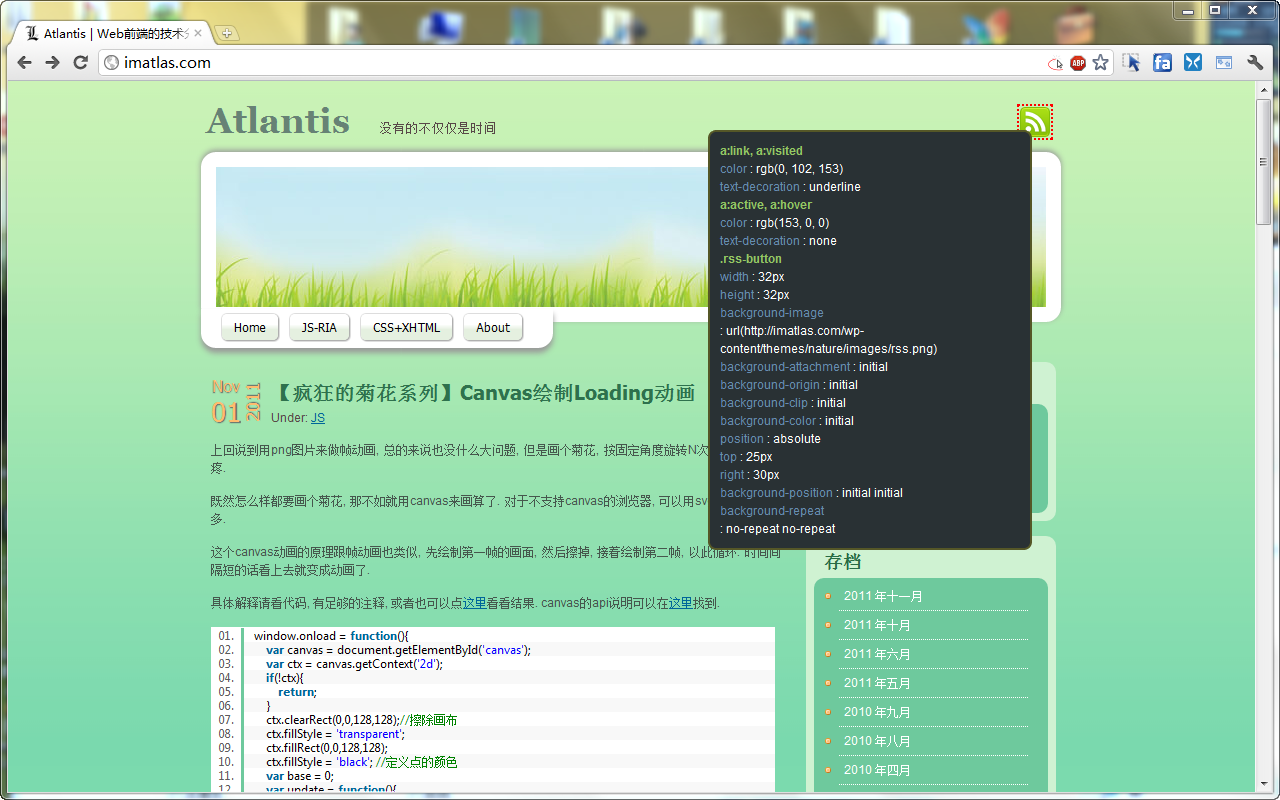 Atlantis | Web前端的技术分
imatlas.com
ABP
Atlantis
没有的不仅仅是时间
Home
JS-RIA
CSS+XHTML
About
a:link, a:visited
color : rgb(0, 102, 153)
text-decoration : underline
a:active, a:hover
color : rgb(153, 0, 0)
text-decoration : none
.rss-button
width : 32px
height : 32px
background-image
: url(http://imatlas.com/wp-
content/themes/nature/images/rss.png)
background-attachment : initial
background-origin : initial
background-clip : initial
background-color : initial
position : absolute
top : 25px
right : 30px
background-position : initial initial
background-repeat
: no-repeat no-repeat
Nov
01
2011
【疯狂的菊花系列】Canvas绘制Loading动画
Under: JS
上回说到用png图片来做帧动画, 总的来说也没什么大问题, 但是画个菊花, 按固定角度旋转N次
疼.
既然怎么样都要画个菊花, 那不如就用canvas来画算了. 对于不支持canvas的浏览器, 可以用sv
多.
这个canvas动画的原理跟帧动画也类似, 先绘制第一帧的画面, 然后擦掉, 接着绘制第二帧, 以此循环. 时间间
隔短的话看上去就变成动画了.
具体解释请看代码, 有足够的注释, 或者也可以点这里看看结果. canvas的api说明可以在这里找到.
01. window.onload = function(){
02. var canvas = document.getElementById('canvas');
03. var ctx = canvas.getContext('2d');
04. if(!ctx){
05. return;
06. }
07. ctx.clearRect(0,0,128,128);//擦除画布
08. ctx.fillStyle = 'transparent';
09. ctx.fillRect(0,0,128,128);
10. ctx.fillStyle = 'black'; //定义点的颜色
11. var base = 0;
12. var update = function(){
存档
2011 年十一月
2011 年十月
2011 年六月
2011 年五月
2010 年九月
2010 年八月
2010 年四月